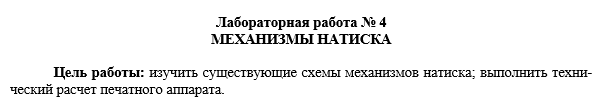 Лабораторная работа № 4
МЕХАНИЗМЫ НАТИСКА
Цель работы: изучить существующие схемы механизмов натиска; выполнить техни-
ческий расчет печатного аппарата.